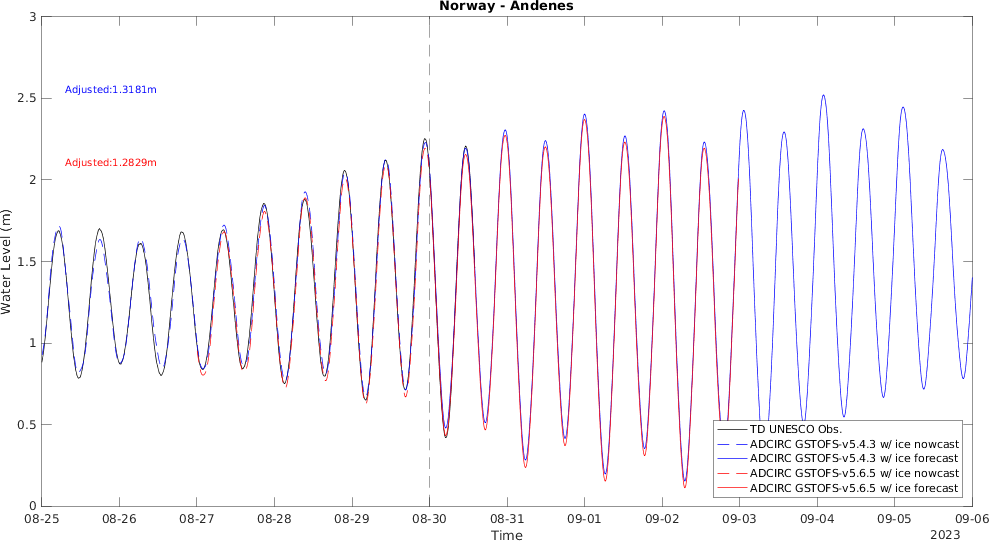 Norway - Andenes
3
2.5
2
1.5
1
0.5
0
Water Level (m)
Adjusted:1.3181m
Adjusted:1.2829m
TD UNESCO Obs.
ADCIRC GSTOFS-v5.4.3 w/ ice nowcast
ADCIRC GSTOFS-v5.4.3 w/ ice forecast
ADCIRC GSTOFS-v5.6.5 w/ ice nowcast
ADCIRC GSTOFS-v5.6.5 w/ ice forecast
08-25 08-26 08-27 08-28 08-29 08-30 08-31 09-01 09-02 09-03 09-04 09-05 09-06
Time
2023